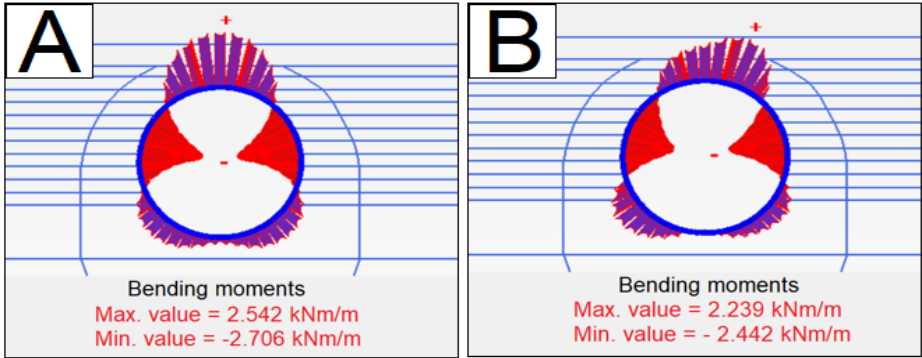 A
+
-
Bending moments
Max. value = 2.542 kNm/m
Min. value = -2.706 kNm/m
B
+
-
Bending moments
Max. value = 2.239 kNm/m
Min. value = - 2.442 kNm/m